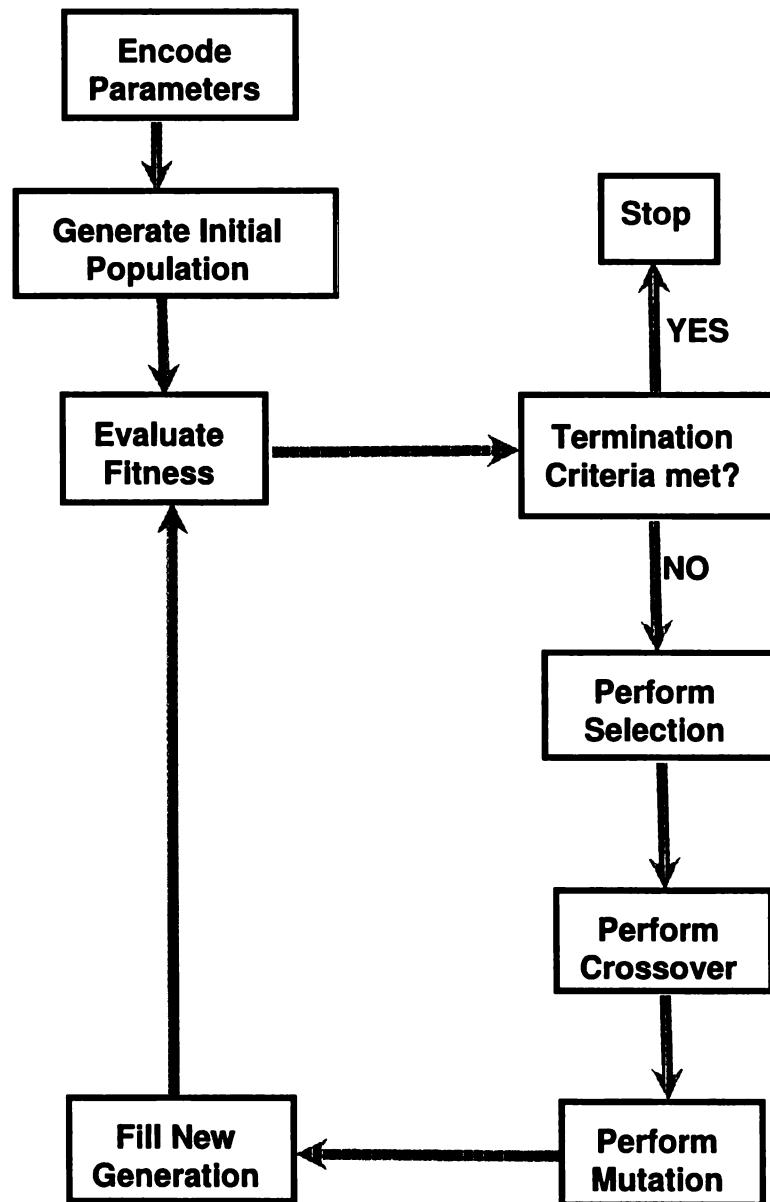 Encode
Parameters
Generate Initial
Population
Stop
YES
Evaluate
Fitness
Termination
Criteria met?
NO
Perform
Selection
Perform
Crossover
Fill New
Generation
Perform
Mutation